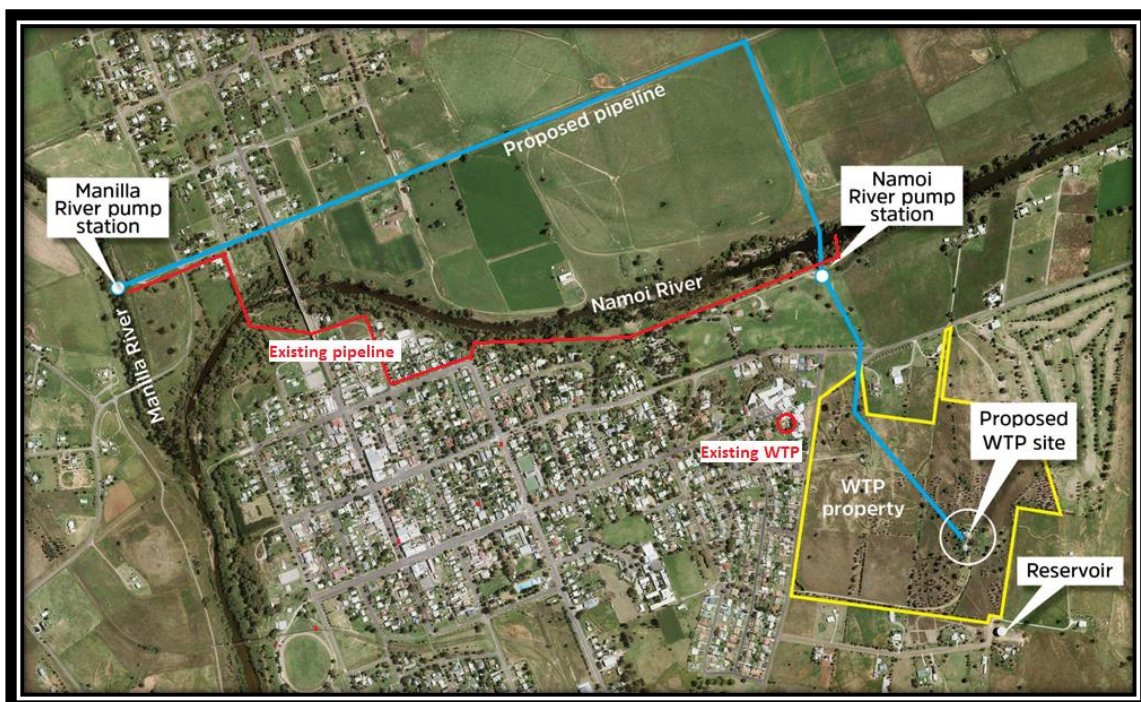 Proposed pipeline
Manilla
River pump
station
Namoi
River pump
station
Namoi River
Manilla River
Existing pipeline
Existing WTP
Proposed
WTP site
WTP
property
Reservoir